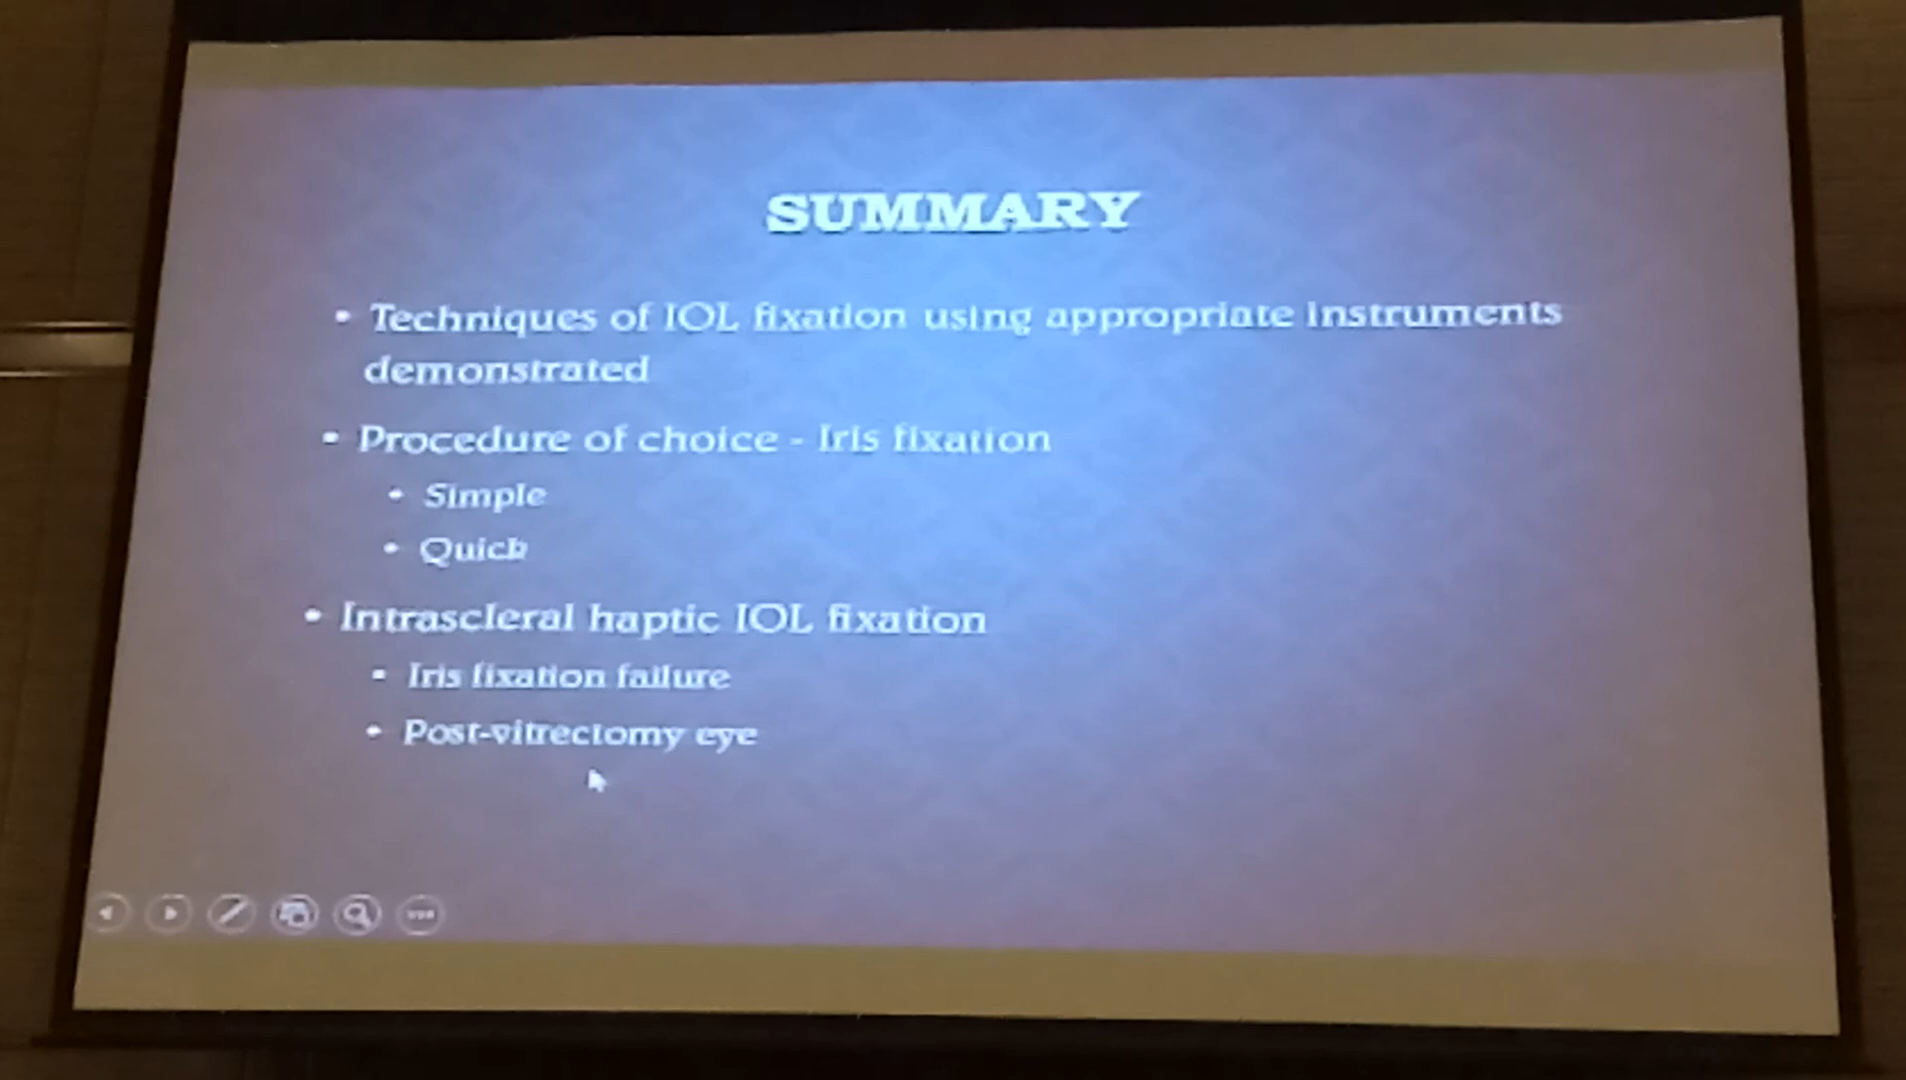 SUMMARY
• Techniques of IOL fixation using appropriate instruments
demonstrated
• Procedure of choice - Iris fixation
• Simple
• Quick
• Intrascleral haptic IOL fixation
• Iris fixation failure
• Post-vitrectomy eye